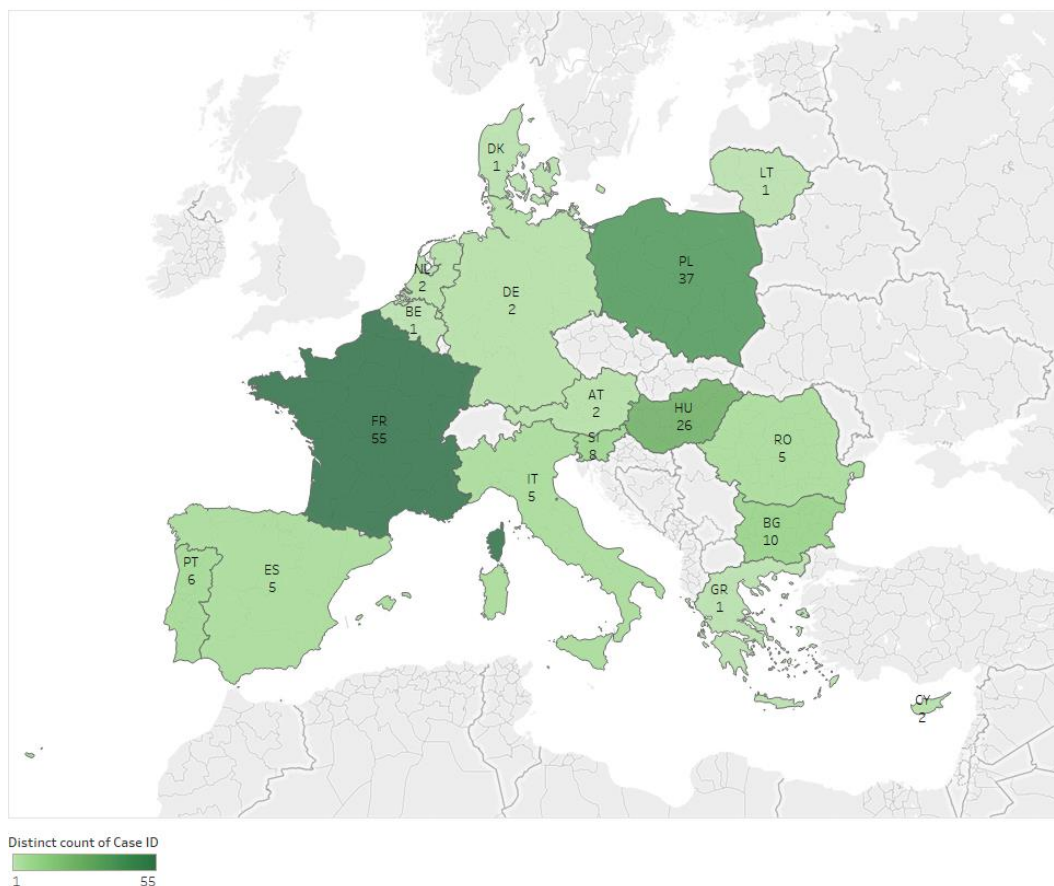 DK
1
LT
1
PL
37
NL
2
DE
2
BE
1
FR
55
AT
2
HU
26
SI
8
RO
5
IT
5
BG
10
PT
6
ES
5
GR
1
CY
2
Distinct count of Case ID
1 55